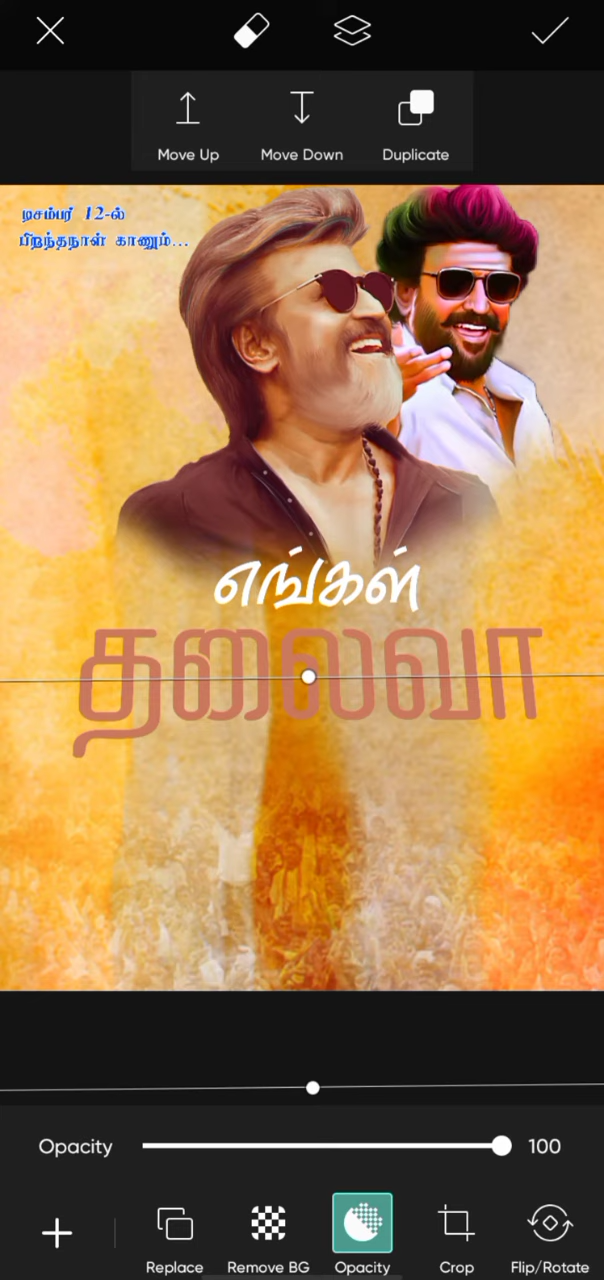 Move Up Move Down Duplicate
டிசம்பர் 12-ல்
பிறந்தநாள் காணும்...
எங்கள்
தலைவா
Opacity 100
Replace Remove BG Opacity Crop Flip/Rotate